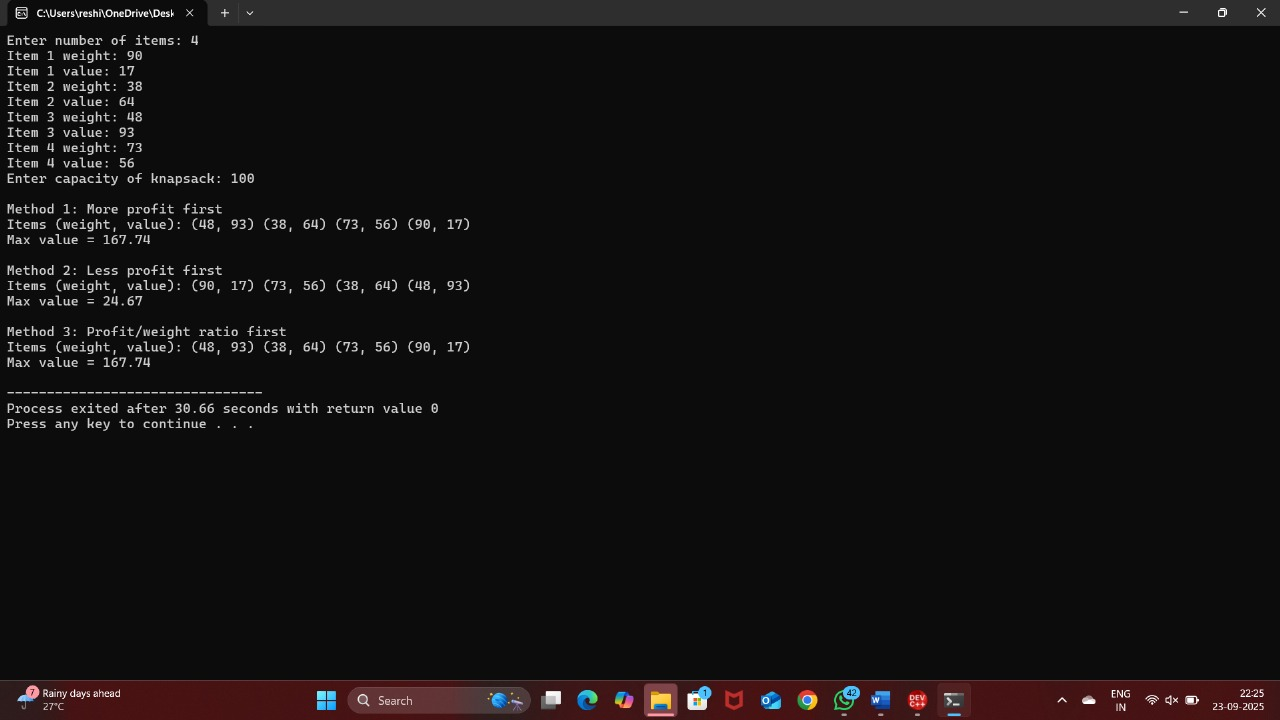 C:\Users\reshi\OneDrive\Desk
Enter number of items: 4
Item 1 weight: 90
Item 1 value: 17
Item 2 weight: 38
Item 2 value: 64
Item 3 weight: 48
Item 3 value: 93
Item 4 weight: 73
Item 4 value: 56
Enter capacity of knapsack: 100
Method 1: More profit first
Items (weight, value): (48, 93) (38, 64) (73, 56) (90, 17)
Max value = 167.74
Method 2: Less profit first
Items (weight, value): (90, 17) (73, 56) (38, 64) (48, 93)
Max value = 24.67
Method 3: Profit/weight ratio first
Items (weight, value): (48, 93) (38, 64) (73, 56) (90, 17)
Max value = 167.74
--------------------------------
Process exited after 30.66 seconds with return value 0
Press any key to continue . . .
7
Rainy days ahead
27°C
Search
1
42
W
DEV
C++
ENG
IN
22:25
23-09-2025